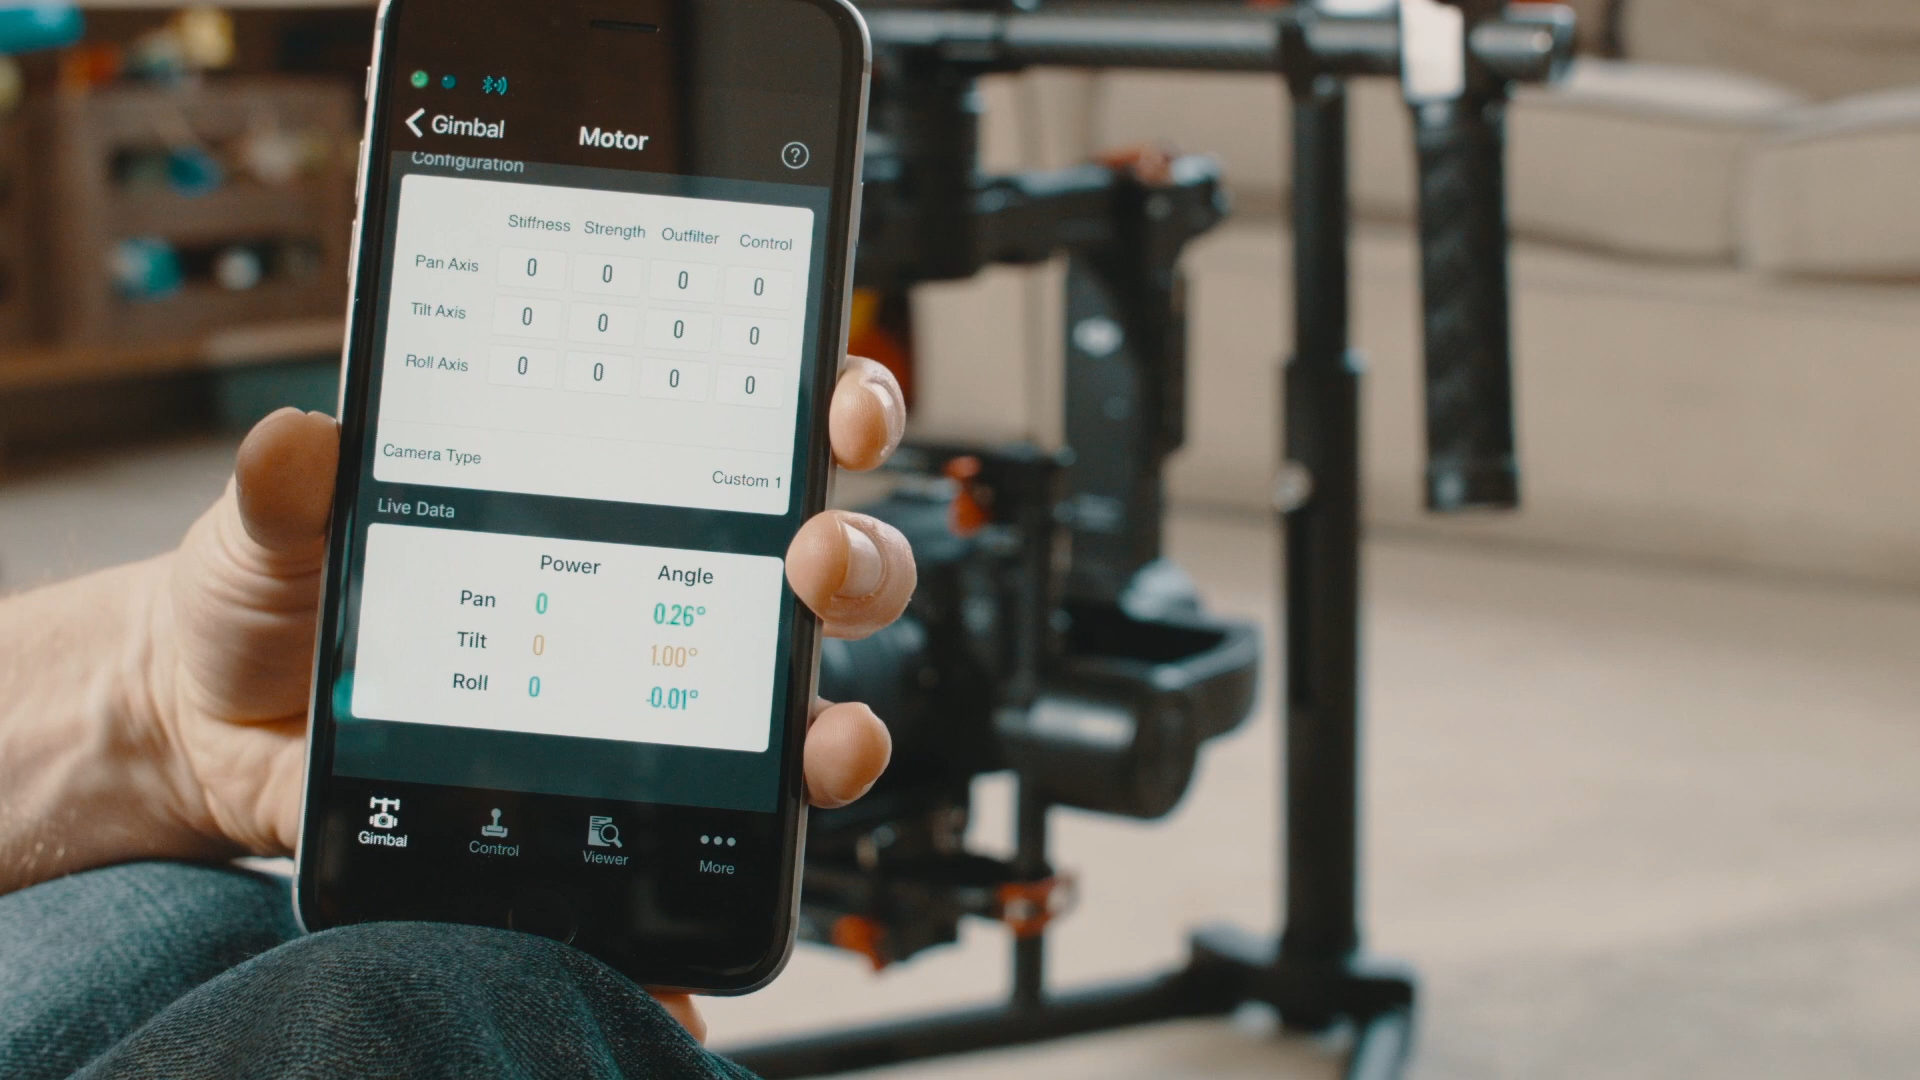 Gimbal Motor ?
Configuration
Stiffness Strength Outfilter Control
Pan Axis 0 0 0 0
Tilt Axis 0 0 0 0
Roll Axis 0 0 0 0
Camera Type Custom 1
Live Data
Power Angle
Pan 0 0.26°
Tilt 0 1.00°
Roll 0 -0.01°
Gimbal Control Viewer More